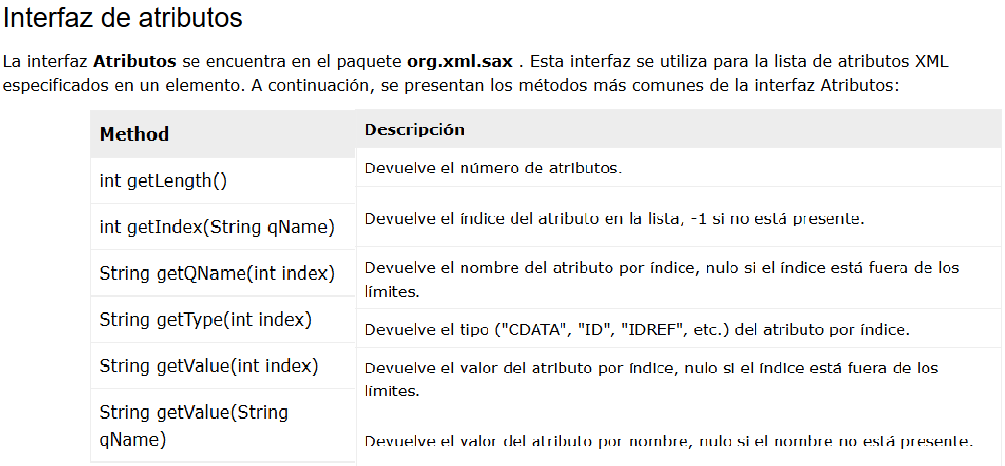 Interfaz de atributos
La interfaz Atributos se encuentra en el paquete org.xml.sax . Esta interfaz se utiliza para la lista de atributos XML
especificados en un elemento. A continuación, se presentan los métodos más comunes de la interfaz Atributos:
Method
Descripción
int getLength()
Devuelve el número de atributos.
int getIndex(String qName)
Devuelve el índice del atributo en la lista, -1 si no está presente.
String getQName(int index)
Devuelve el nombre del atributo por índice, nulo si el índice está fuera de los
límites.
String getType(int index)
Devuelve el tipo ("CDATA", "ID", "IDREF", etc.) del atributo por índice.
String getValue(int index)
Devuelve el valor del atributo por índice, nulo si el índice está fuera de los
límites.
String getValue(String
qName)
Devuelve el valor del atributo por nombre, nulo si el nombre no está presente.